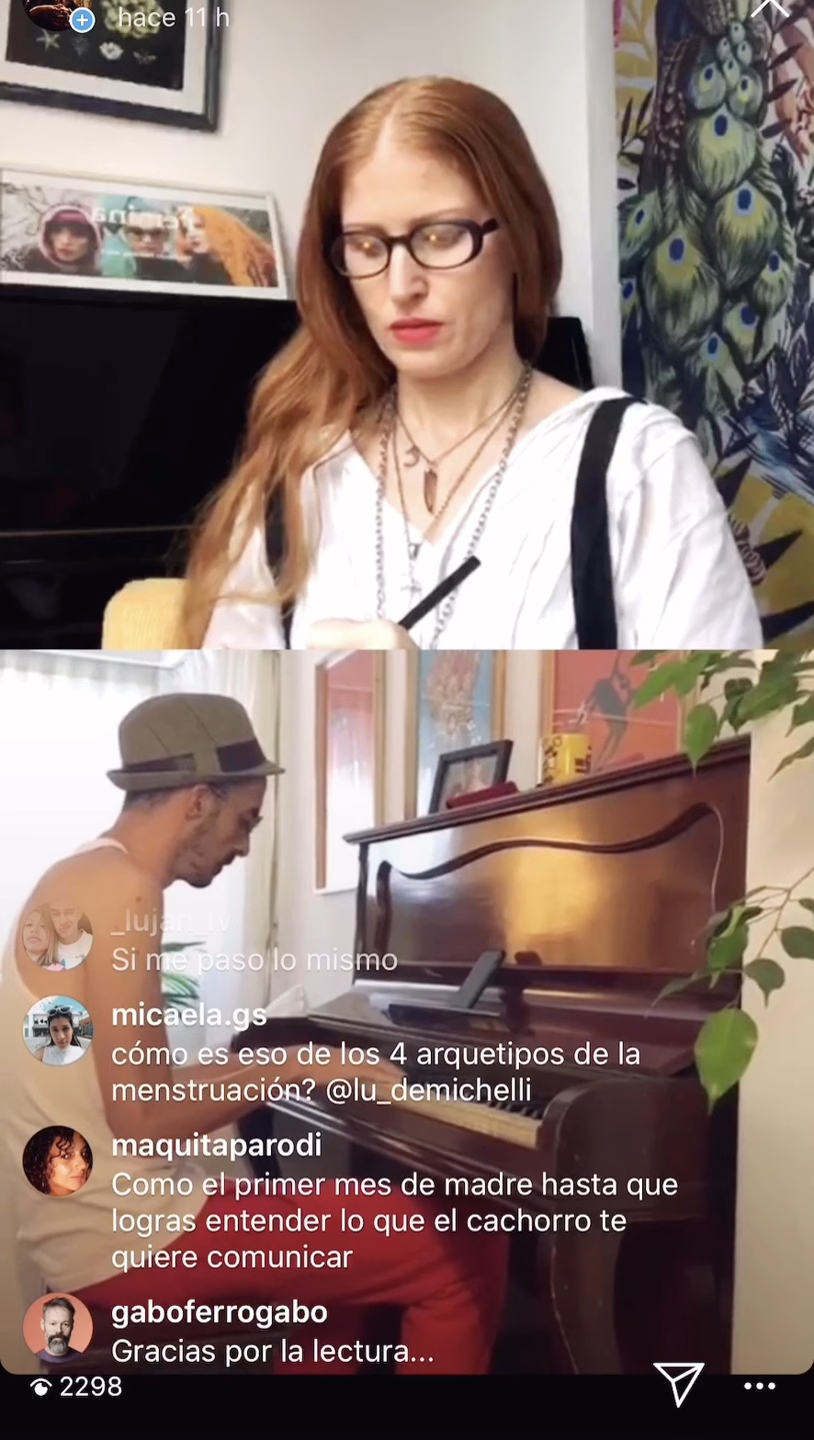 hace 11 h
_lujan_lv
Si me paso lo mismo
micaela.gs
cómo es eso de los 4 arquetipos de la
menstruación? @lu_demichelli
maquitaparodi
Como el primer mes de madre hasta que
logras entender lo que el cachorro te
quiere comunicar
gaboferrogabo
Gracias por la lectura...
2298